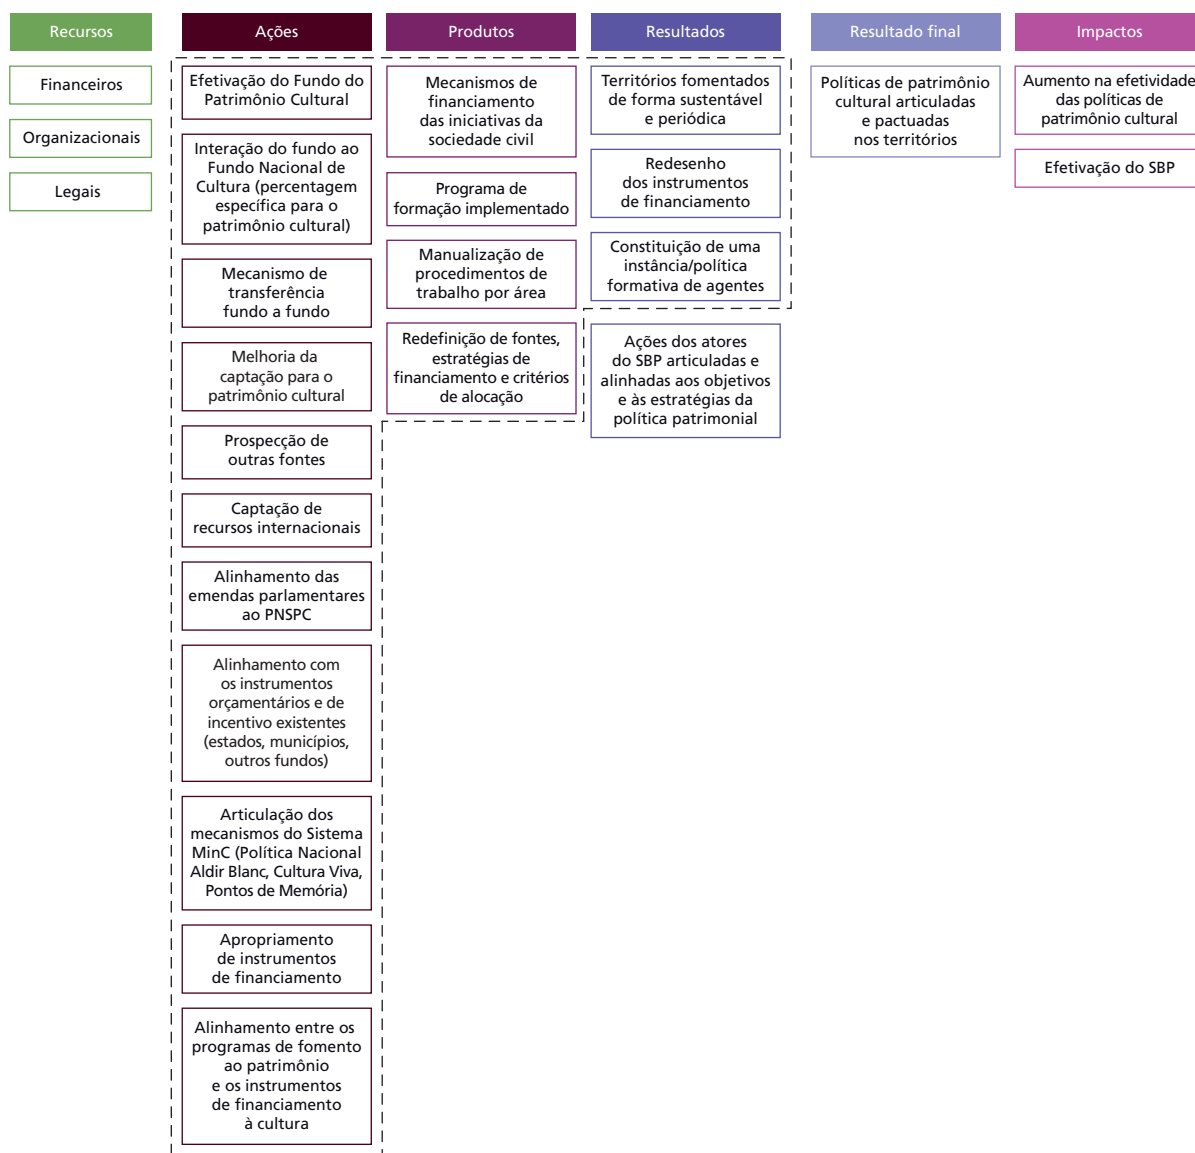 Recursos
Financeiros
Organizacionais
Legais
Ações
Efetivação do Fundo do
Patrimônio Cultural
Interação do fundo ao
Fundo Nacional de
Cultura (percentagem
específica para o
patrimônio cultural)
Mecanismo de
transferência
fundo a fundo
Melhoria da
captação para o
patrimônio cultural
Prospecção de
outras fontes
Captação de
recursos internacionais
Alinhamento das
emendas parlamentares
ao PNSPC
Alinhamento com
os instrumentos
orçamentários e de
incentivo existentes
(estados, municípios,
outros fundos)
Articulação dos
mecanismos do Sistema
MinC (Política Nacional
Aldir Blanc, Cultura Viva,
Pontos de Memória)
Apropriamento
de instrumentos
de financiamento
Alinhamento entre os
programas de fomento
ao patrimônio
e os instrumentos
de financiamento
à cultura
Produtos
Mecanismos de
financiamento
das iniciativas da
sociedade civil
Programa de
formação implementado
Manualização de
procedimentos de
trabalho por área
Redefinição de fontes,
estratégias de
financiamento e critérios
de alocação
Resultados
Territórios fomentados
de forma sustentável
e periódica
Redesenho
dos instrumentos
de financiamento
Constituição de uma
instância/política
formativa de agentes
Ações dos atores
do SBP articuladas e
alinhadas aos objetivos
e às estratégias da
política patrimonial
Resultado final
Políticas de patrimônio
cultural articuladas
e pactuadas
nos territórios
Impactos
Aumento na efetividade
das políticas de
patrimônio cultural
Efetivação do SBP